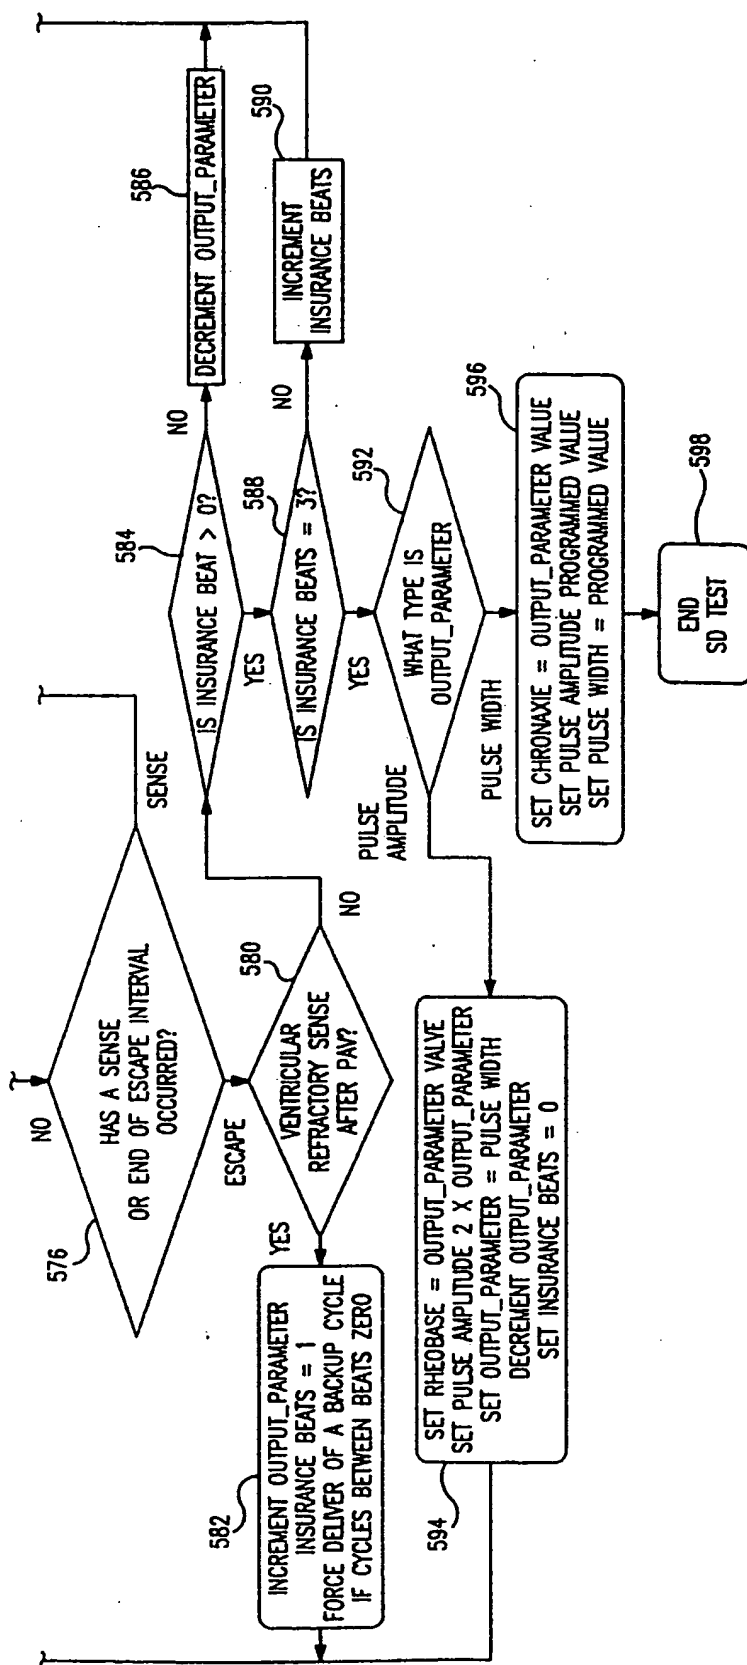 NO
576
HAS A SENSE
OR END OF ESCAPE INTERVAL
OCCURRED?
SENSE
ESCAPE
580
VENTRICULAR
REFRACTORY SENSE
AFTER PAV?
YES
NO
582
INCREMENT OUTPUT_PARAMETER
INSURANCE BEATS = 1
FORCE DELIVER OF A BACKUP CYCLE
IF CYCLES BETWEEN BEATS ZERO
584
IS INSURANCE BEAT > 0?
NO
586
DECREMENT OUTPUT_PARAMETER
YES
588
IS INSURANCE BEATS = 3?
NO
590
INCREMENT
INSURANCE BEATS
YES
592
WHAT TYPE IS
OUTPUT_PARAMETER
PULSE
AMPLITUDE
PULSE WIDTH
594
SET RHEOBASE = OUTPUT_PARAMETER VALVE
SET PULSE AMPLITUDE 2 X OUTPUT_PARAMETER
SET OUTPUT_PARAMETER = PULSE WIDTH
DECREMENT OUTPUT_PARAMETER
SET INSURANCE BEATS = 0
596
SET CHRONAXIE = OUTPUT_PARAMETER VALUE
SET PULSE AMPLITUDE PROGRAMMED VALUE
SET PULSE WIDTH = PROGRAMMED VALUE
598
END
SD TEST